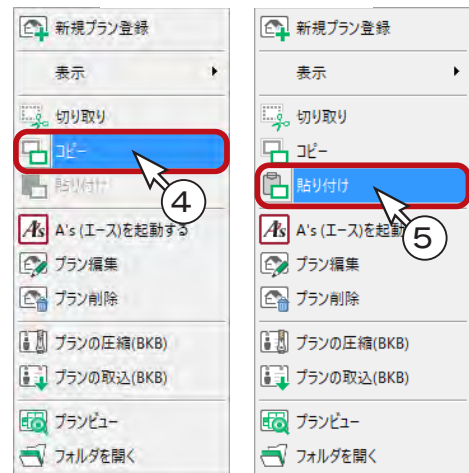 新規プラン登録
表示
切り取り
コピー
貼り付け
④
A's A's (エース)を起動する
プラン編集
プラン削除
プランの圧縮(BKB)
プランの取込(BKB)
プランビュー
フォルダを開く
新規プラン登録
表示
切り取り
コピー
貼り付け
A's A's (エース)を起動
⑤
プラン編集
プラン削除
プランの圧縮(BKB)
プランの取込(BKB)
プランビュー
フォルダを開く